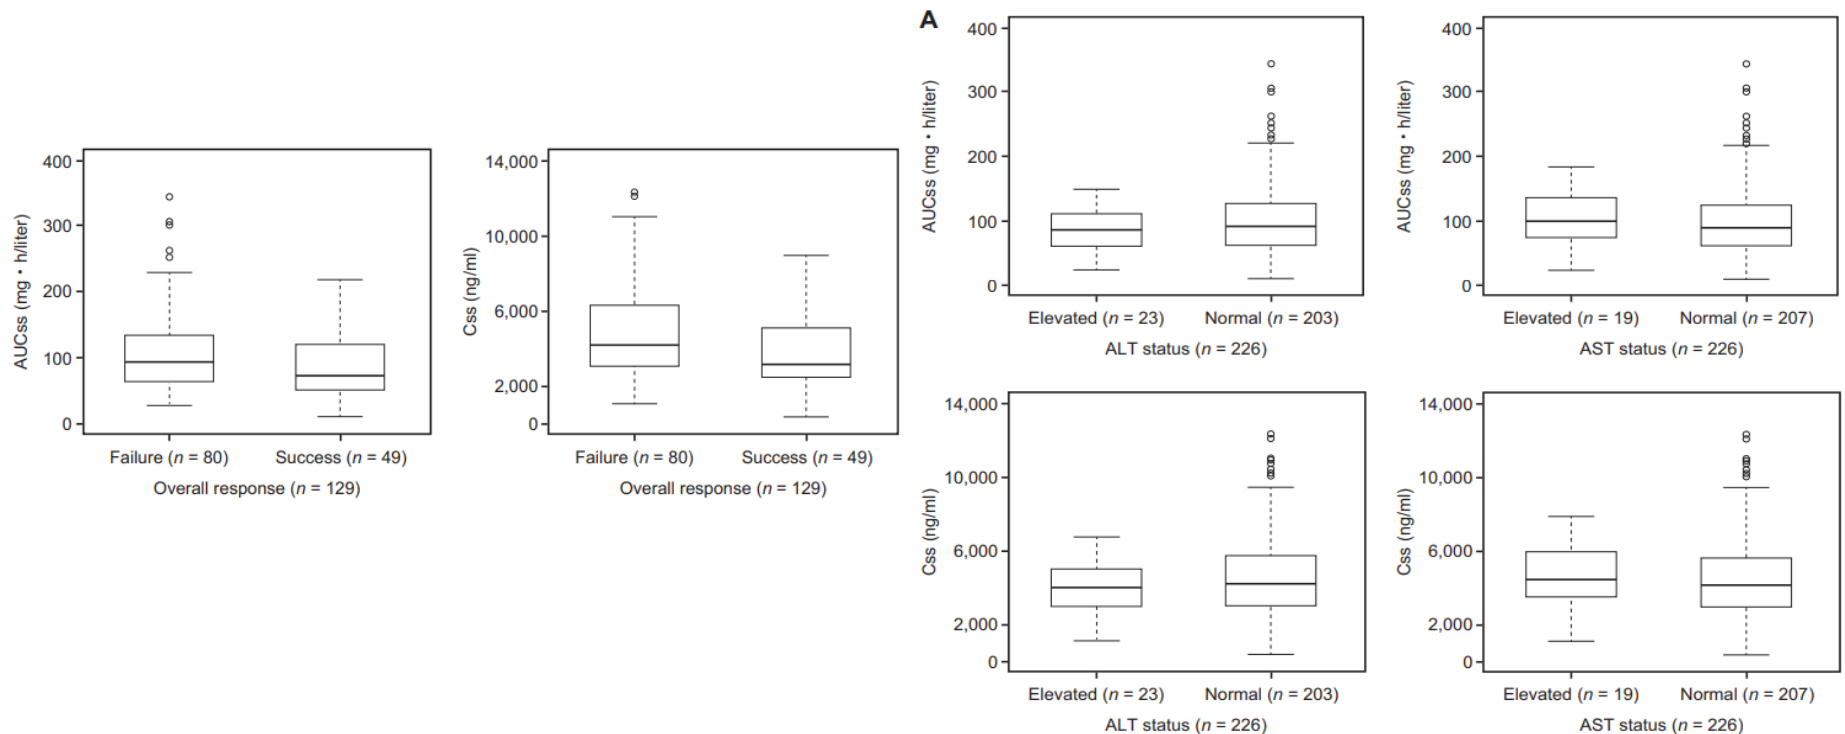 400
300
200
100
0
AUCss (mg • h/liter)
Failure (n = 80) Success (n = 49)
Overall response (n = 129)
14,000
10,000
6,000
2,000
0
Css (ng/ml)
Failure (n = 80) Success (n = 49)
Overall response (n = 129)
A
400
300
200
100
0
AUCss (mg • h/liter)
Elevated (n = 23) Normal (n = 203)
ALT status (n = 226)
400
300
200
100
0
AUCss (mg • h/liter)
Elevated (n = 19) Normal (n = 207)
AST status (n = 226)
14,000
10,000
6,000
2,000
0
Css (ng/ml)
Elevated (n = 23) Normal (n = 203)
ALT status (n = 226)
14,000
10,000
6,000
2,000
0
Css (ng/ml)
Elevated (n = 19) Normal (n = 207)
AST status (n = 226)